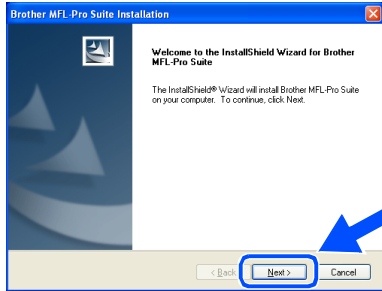 Brother MFL-Pro Suite Installation
Welcome to the InstallShield Wizard for Brother
MFL-Pro Suite
The InstallShield® Wizard will install Brother MFL-Pro Suite
on your computer. To continue, click Next.
< Back
Next >
Cancel